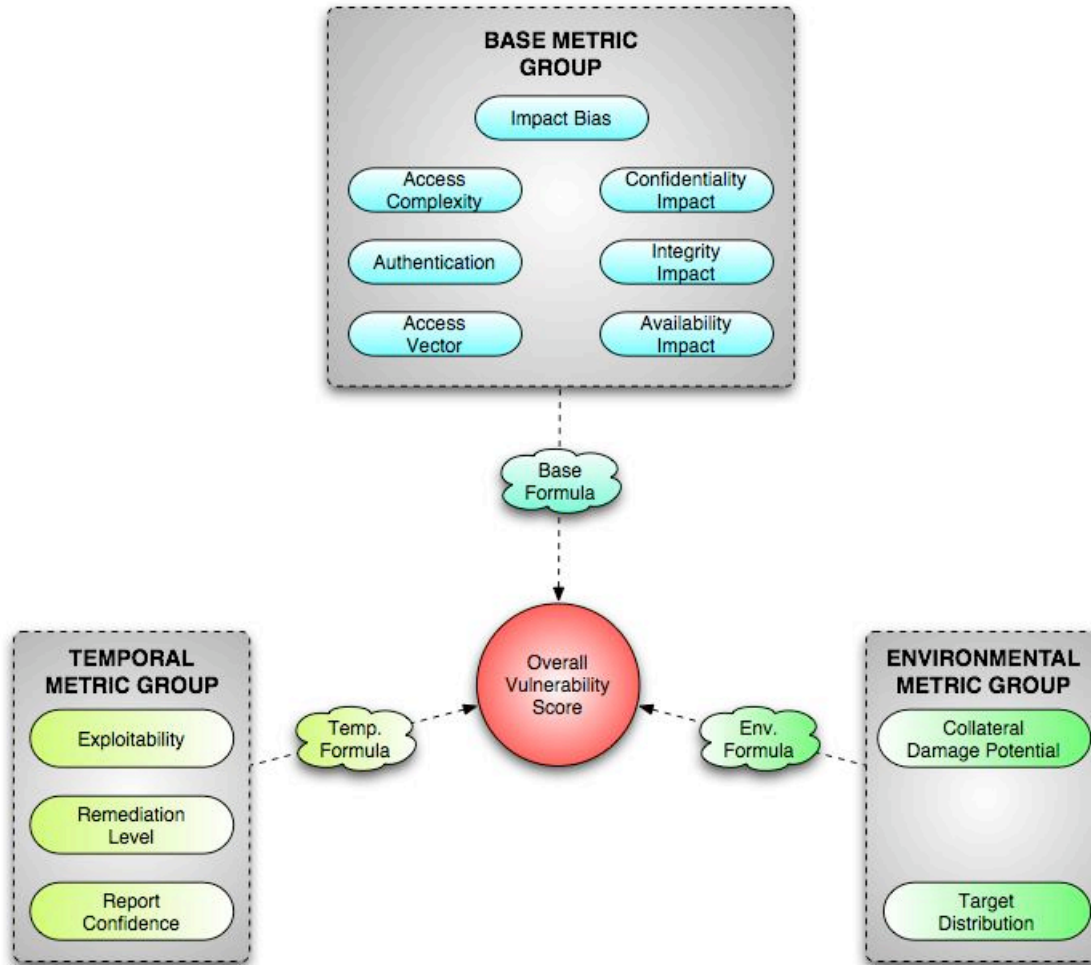 BASE METRIC
GROUP
Impact Bias
Access
Complexity
Confidentiality
Impact
Authentication
Integrity
Impact
Access
Vector
Availability
Impact
Base
Formula
TEMPORAL
METRIC GROUP
Exploitability
Remediation
Level
Report
Confidence
Temp.
Formula
Overall
Vulnerability
Score
Env.
Formula
ENVIRONMENTAL
METRIC GROUP
Collateral
Damage Potential
Target
Distribution